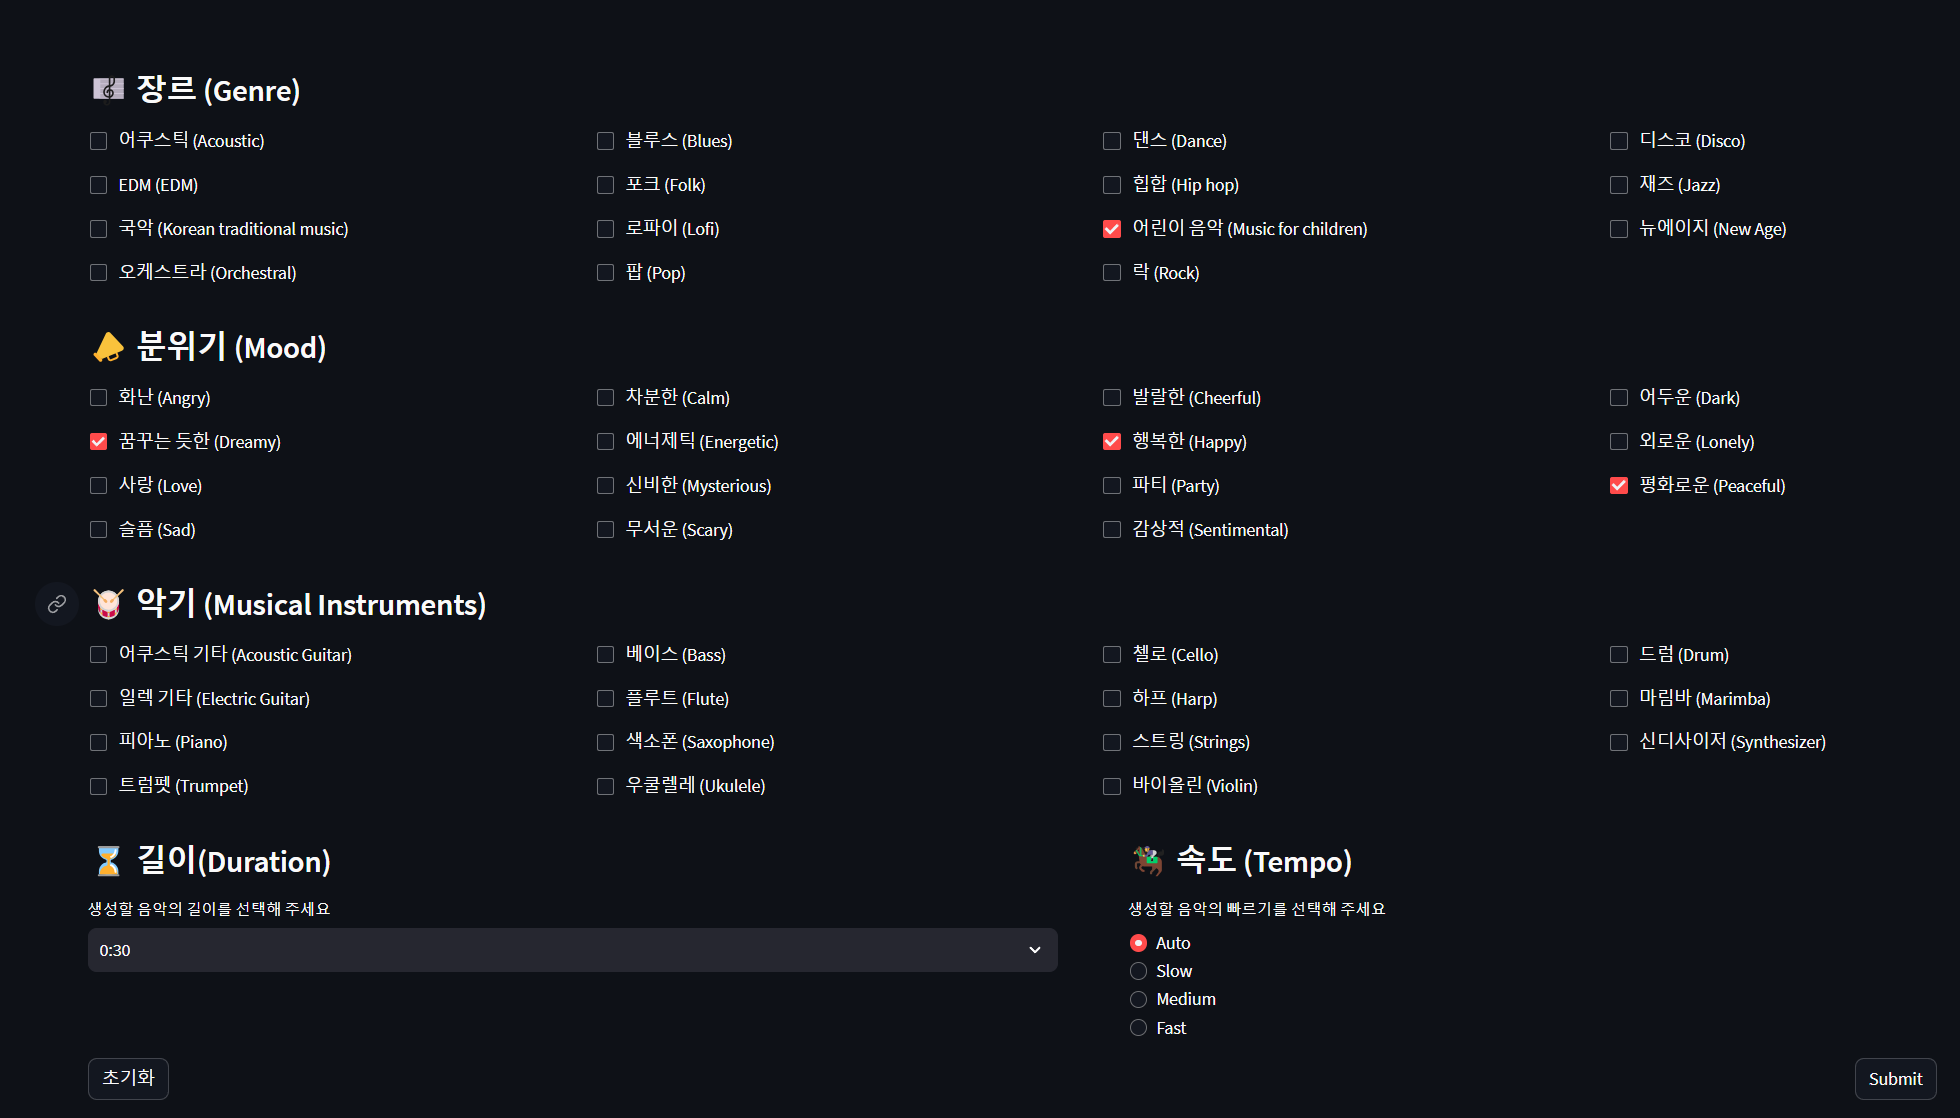 장르 (Genre)
어쿠스틱 (Acoustic)
블루스 (Blues)
댄스 (Dance)
디스코 (Disco)
EDM (EDM)
포크 (Folk)
힙합 (Hip hop)
재즈 (Jazz)
국악 (Korean traditional music)
로파이 (Lofi)
어린이 음악 (Music for children)
뉴에이지 (New Age)
오케스트라 (Orchestral)
팝 (Pop)
락 (Rock)
분위기 (Mood)
화난 (Angry)
차분한 (Calm)
발랄한 (Cheerful)
어두운 (Dark)
꿈꾸는 듯한 (Dreamy)
에너제틱 (Energetic)
행복한 (Happy)
외로운 (Lonely)
사랑 (Love)
신비한 (Mysterious)
파티 (Party)
평화로운 (Peaceful)
슬픔 (Sad)
무서운 (Scary)
감상적 (Sentimental)
악기 (Musical Instruments)
어쿠스틱 기타 (Acoustic Guitar)
베이스 (Bass)
첼로 (Cello)
드럼 (Drum)
일렉 기타 (Electric Guitar)
플루트 (Flute)
하프 (Harp)
마림바 (Marimba)
피아노 (Piano)
색소폰 (Saxophone)
스트링 (Strings)
신디사이저 (Synthesizer)
트럼펫 (Trumpet)
우쿨렐레 (Ukulele)
바이올린 (Violin)
길이(Duration)
생성할 음악의 길이를 선택해 주세요
0:30
속도 (Tempo)
생성할 음악의 빠르기를 선택해 주세요
Auto
Slow
Medium
Fast
초기화
Submit